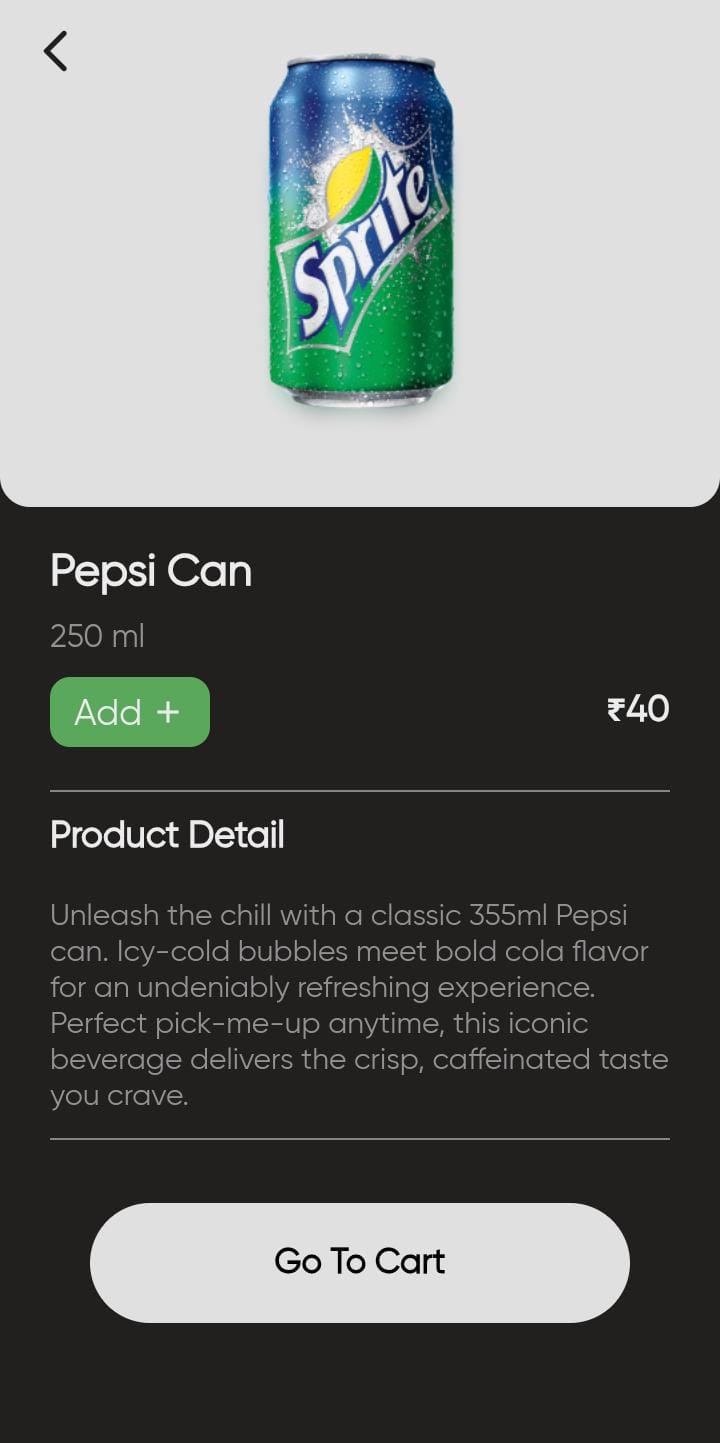 Sprite
Pepsi Can
250 ml
Add +
₹40
Product Detail
Unleash the chill with a classic 355ml Pepsi
can. Icy-cold bubbles meet bold cola flavor
for an undeniably refreshing experience.
Perfect pick-me-up anytime, this iconic
beverage delivers the crisp, caffeinated taste
you crave.
Go To Cart